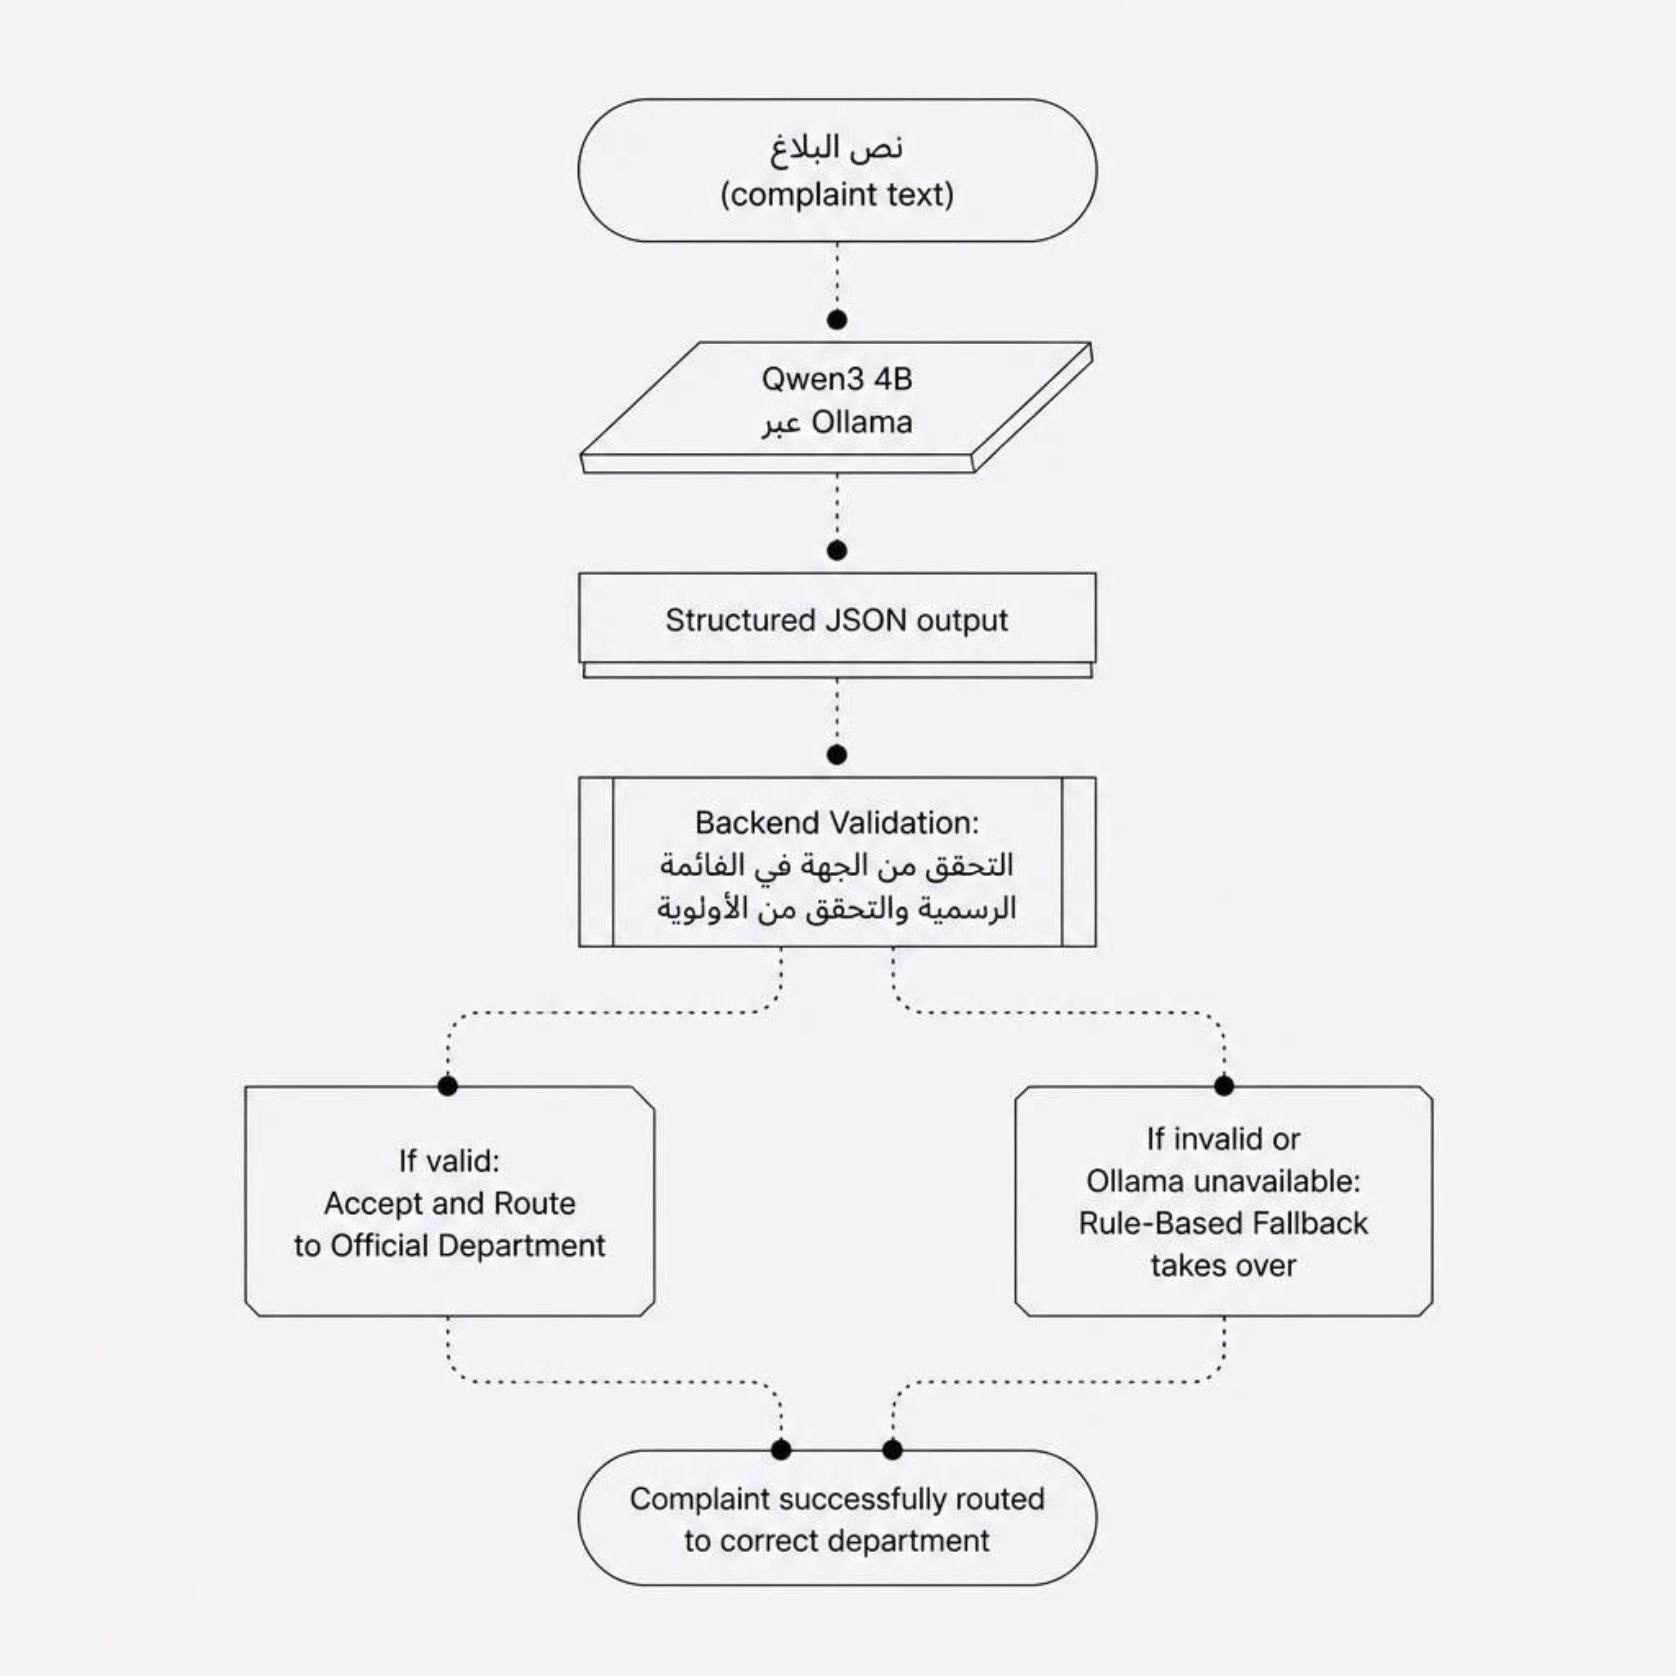 نص البلاغ
(complaint text)
Qwen3 4B
عبر Ollama
Structured JSON output
Backend Validation:
التحقق من الجهة في الفائمة
الرسمية والتحقق من الأولوية
If valid:
Accept and Route
to Official Department
If invalid or
Ollama unavailable:
Rule-Based Fallback
takes over
Complaint successfully routed
to correct department